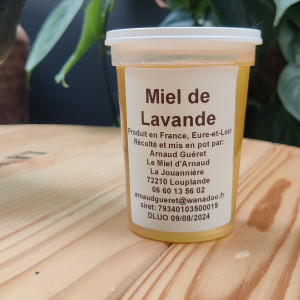 Miel de
Lavande
Produit en France, Eure-et-Loir
Récolté et mis en pot par:
Arnaud Guéret
Le Miel d'Arnaud
La Jouannière
72210 Louplande
06 60 13 56 02
arnaudgueret@wanadoo.fr
siret: 79340103500019
DLUO 09/08/2024